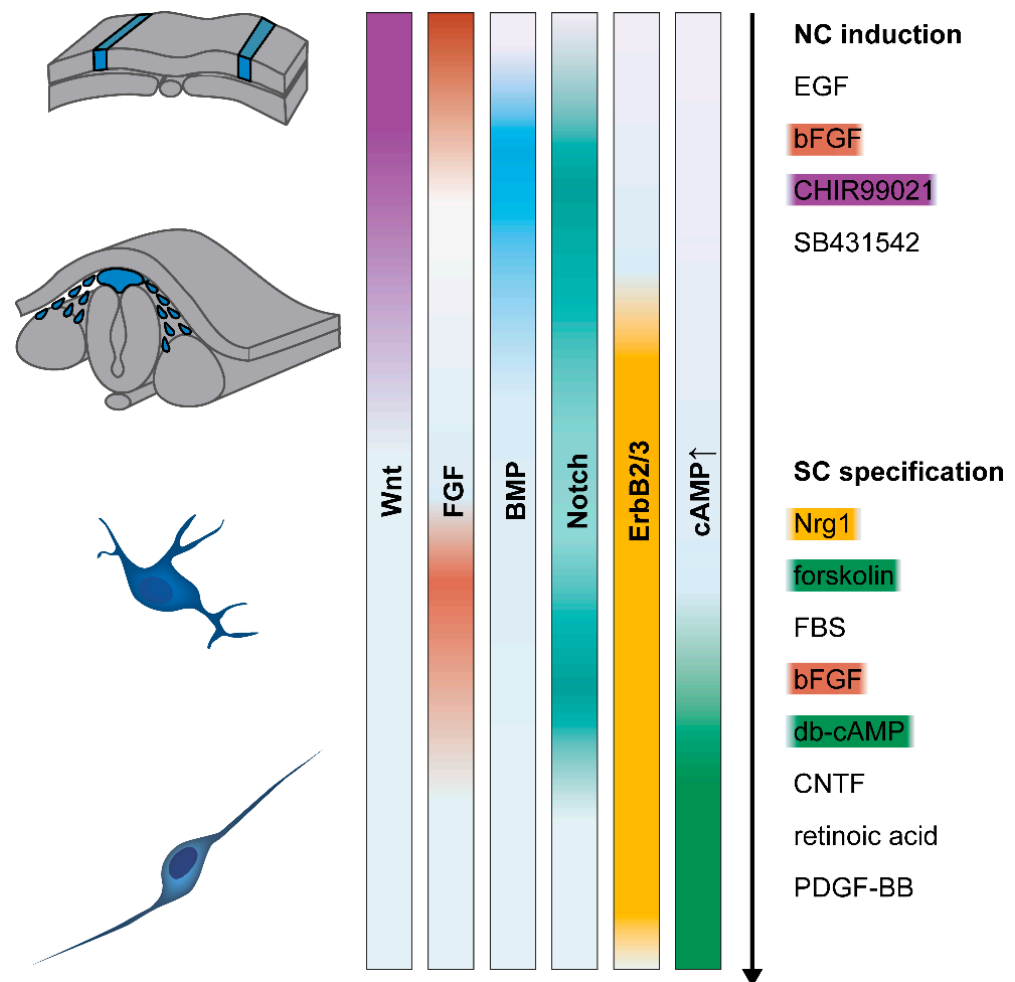 NC induction
EGF
bFGF
CHIR99021
SB431542
Wnt
FGF
BMP
Notch
ErbB2/3
cAMP↑
SC specification
Nrg1
forskolin
FBS
bFGF
db-cAMP
CNTF
retinoic acid
PDGF-BB